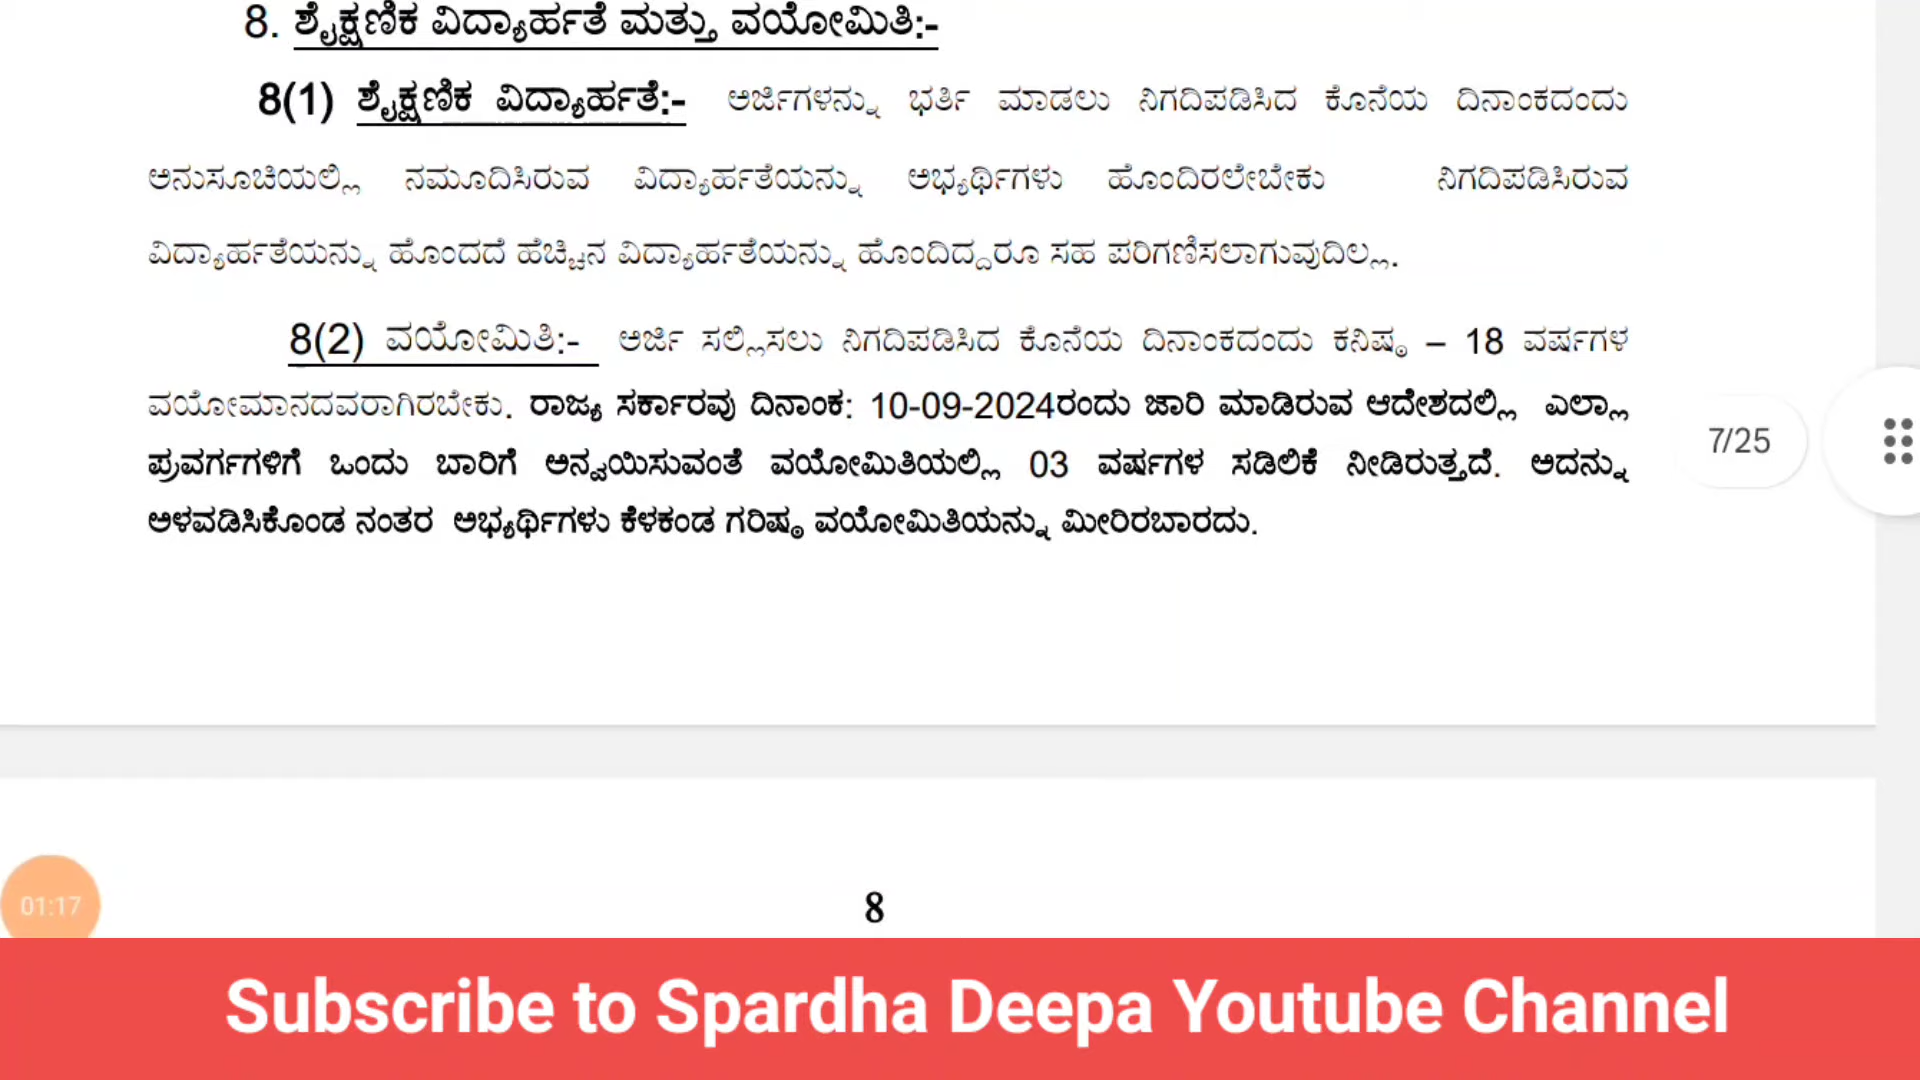 8. ಶೈಕ್ಷಣಿಕ ವಿದ್ಯಾರ್ಹತೆ ಮತ್ತು ವಯೋಮಿತಿ:-
8(1) ಶೈಕ್ಷಣಿಕ ವಿದ್ಯಾರ್ಹತೆ:- ಅರ್ಜಿಗಳನ್ನು ಭರ್ತಿ ಮಾಡಲು ನಿಗದಿಪಡಿಸಿದ ಕೊನೆಯ ದಿನಾಂಕದಂದು
ಅನುಸೂಚಿಯಲ್ಲಿ ನಮೂದಿಸಿರುವ ವಿದ್ಯಾರ್ಹತೆಯನ್ನು ಅಭ್ಯರ್ಥಿಗಳು ಹೊಂದಿರಲೇಬೇಕು ನಿಗದಿಪಡಿಸಿರುವ
ವಿದ್ಯಾರ್ಹತೆಯನ್ನು ಹೊಂದದೆ ಹೆಚ್ಚಿನ ವಿದ್ಯಾರ್ಹತೆಯನ್ನು ಹೊಂದಿದ್ದರೂ ಸಹ ಪರಿಗಣಿಸಲಾಗುವುದಿಲ್ಲ.
8(2) ವಯೋಮಿತಿ:- ಅರ್ಜಿ ಸಲ್ಲಿಸಲು ನಿಗದಿಪಡಿಸಿದ ಕೊನೆಯ ದಿನಾಂಕದಂದು ಕನಿಷ್ಠ – 18 ವರ್ಷಗಳ
ವಯೋಮಾನದವರಾಗಿರಬೇಕು. ರಾಜ್ಯ ಸರ್ಕಾರವು ದಿನಾಂಕ: 10-09-2024ರಂದು ಜಾರಿ ಮಾಡಿರುವ ಆದೇಶದಲ್ಲಿ ಎಲ್ಲಾ
ಪ್ರವರ್ಗಗಳಿಗೆ ಒಂದು ಬಾರಿಗೆ ಅನ್ವಯಿಸುವಂತೆ ವಯೋಮಿತಿಯಲ್ಲಿ 03 ವರ್ಷಗಳ ಸಡಿಲಿಕೆ ನೀಡಿರುತ್ತದೆ. ಅದನ್ನು
ಅಳವಡಿಸಿಕೊಂಡ ನಂತರ ಅಭ್ಯರ್ಥಿಗಳು ಕೆಳಕಂಡ ಗರಿಷ್ಠ ವಯೋಮಿತಿಯನ್ನು ಮೀರಿರಬಾರದು.
7/25
01:17
8
Subscribe to Spardha Deepa Youtube Channel